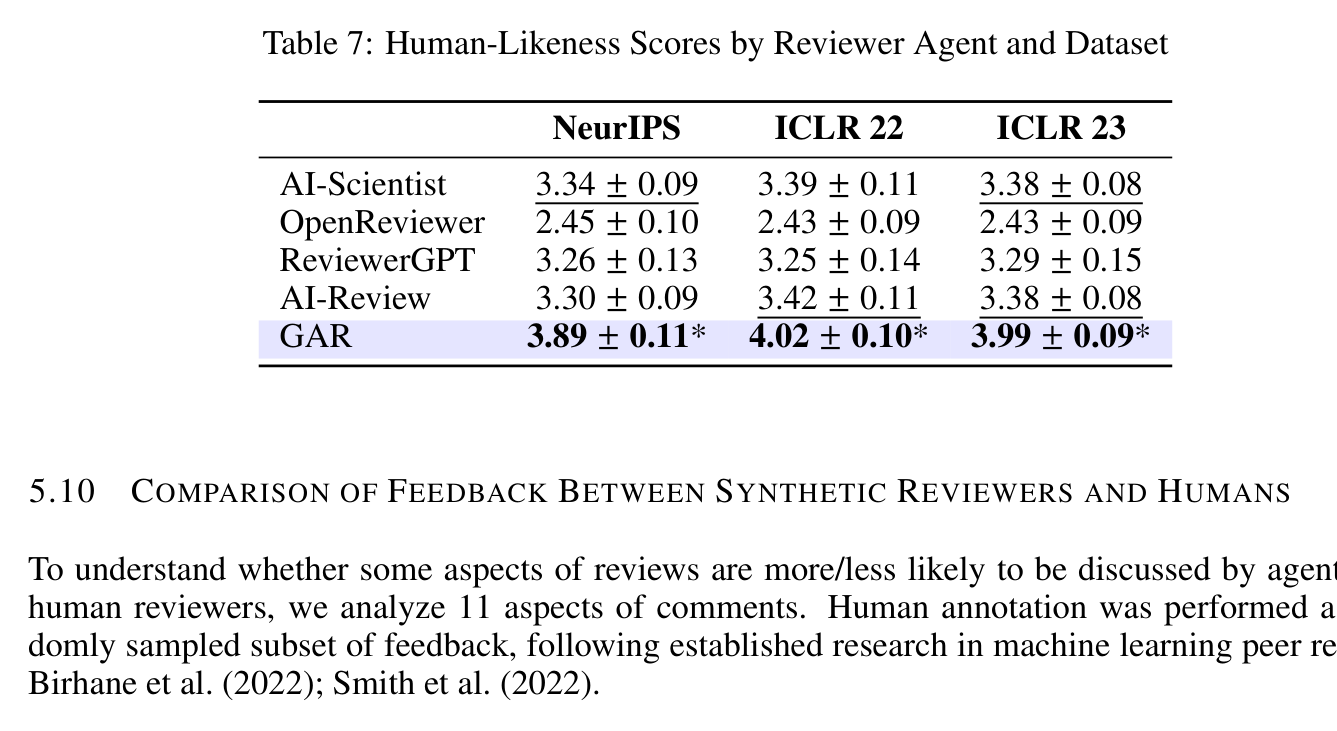 Table 7: Human-Likeness Scores by Reviewer Agent and Dataset
NeurIPS ICLR 22 ICLR 23
AI-Scientist 3.34 ± 0.09 3.39 ± 0.11 3.38 ± 0.08
OpenReviewer 2.45 ± 0.10 2.43 ± 0.09 2.43 ± 0.09
ReviewerGPT 3.26 ± 0.13 3.25 ± 0.14 3.29 ± 0.15
AI-Review 3.30 ± 0.09 3.42 ± 0.11 3.38 ± 0.08
GAR 3.89 ± 0.11* 4.02 ± 0.10* 3.99 ± 0.09*
5.10 COMPARISON OF FEEDBACK BETWEEN SYNTHETIC REVIEWERS AND HUMANS
To understand whether some aspects of reviews are more/less likely to be discussed by agent
human reviewers, we analyze 11 aspects of comments. Human annotation was performed a
domly sampled subset of feedback, following established research in machine learning peer re
Birhane et al. (2022); Smith et al. (2022).